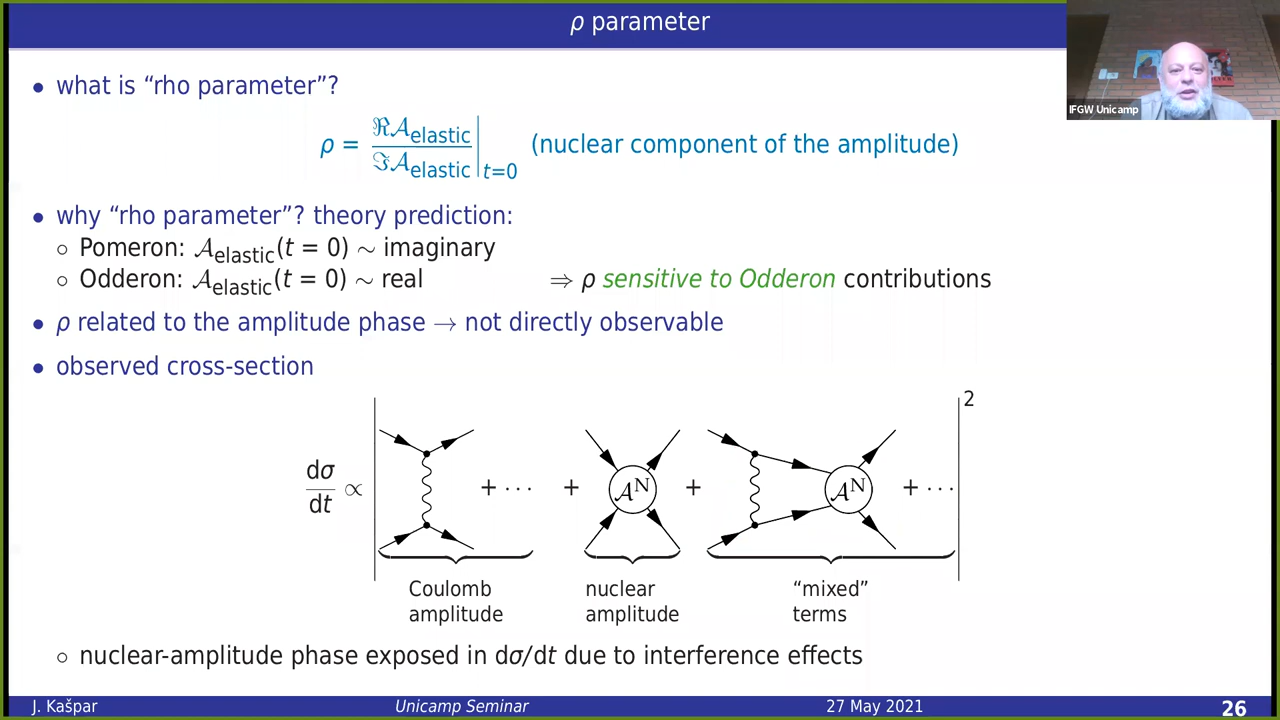 ρ parameter
IFGW Unicamp
• what is “rho parameter”?
ρ = ℜ𝒜elastic / ℑ𝒜elastic |t=0 (nuclear component of the amplitude)
• why “rho parameter”? theory prediction:
○ Pomeron: 𝒜elastic(t = 0) ∼ imaginary
○ Odderon: 𝒜elastic(t = 0) ∼ real ⇒ ρ sensitive to Odderon contributions
• ρ related to the amplitude phase → not directly observable
• observed cross-section
dσ/dt ∝ | + ··· + 𝒜N + 𝒜N + ··· |2
Coulomb amplitude
nuclear amplitude
“mixed” terms
○ nuclear-amplitude phase exposed in dσ/dt due to interference effects
J. Kašpar Unicamp Seminar 27 May 2021 26